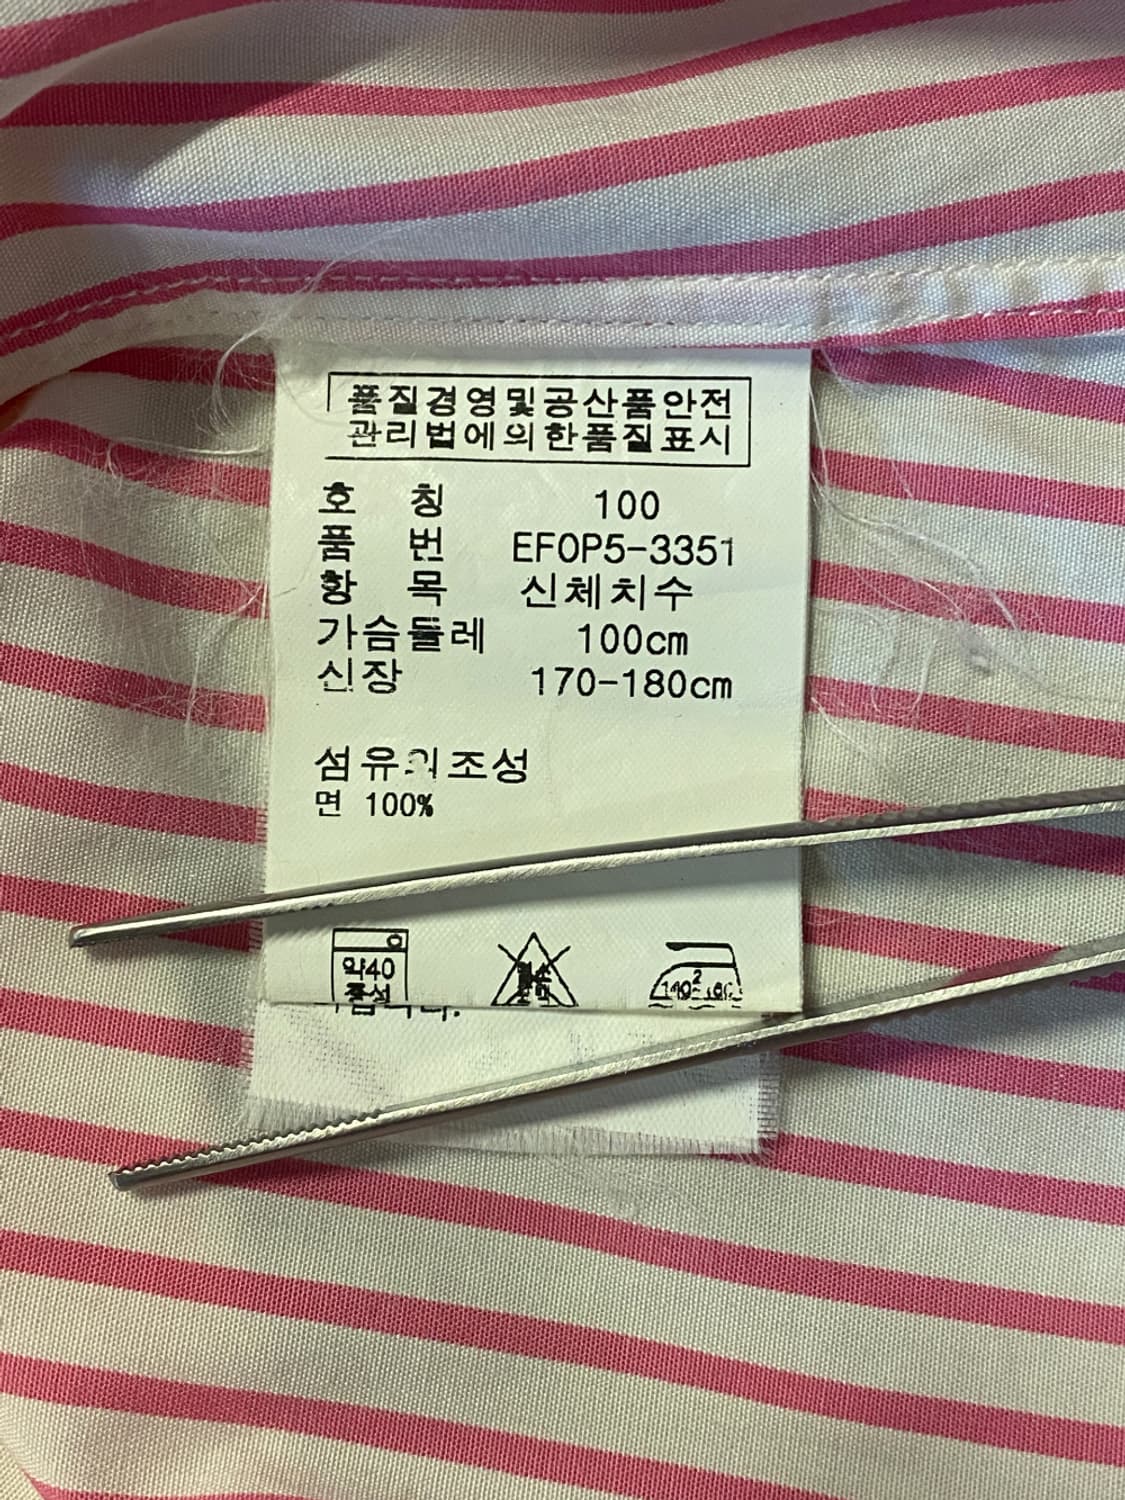 품질경영및공산품안전
관리법에의한품질표시
호 칭 100
품 번 EFOP5-3351
항 목 신체치수
가슴둘레 100cm
신장 170-180cm
섬유의조성
면 100%
약40
중성